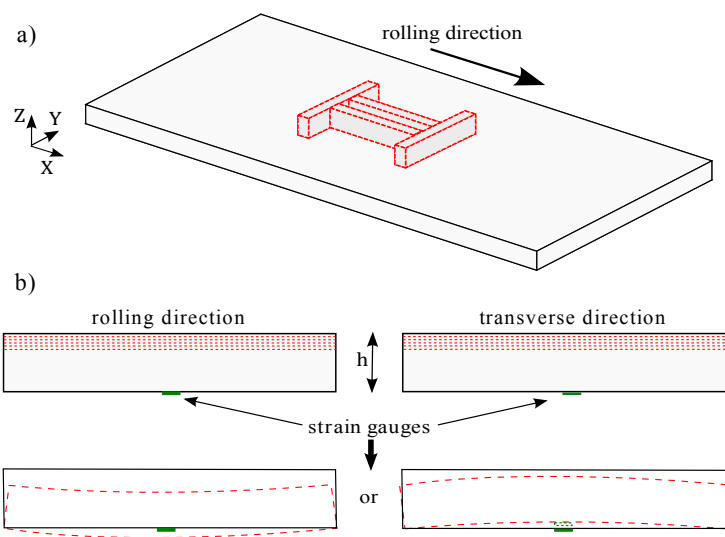 a)
rolling direction
Z
Y
X
b)
rolling direction
transverse direction
h
strain gauges
or